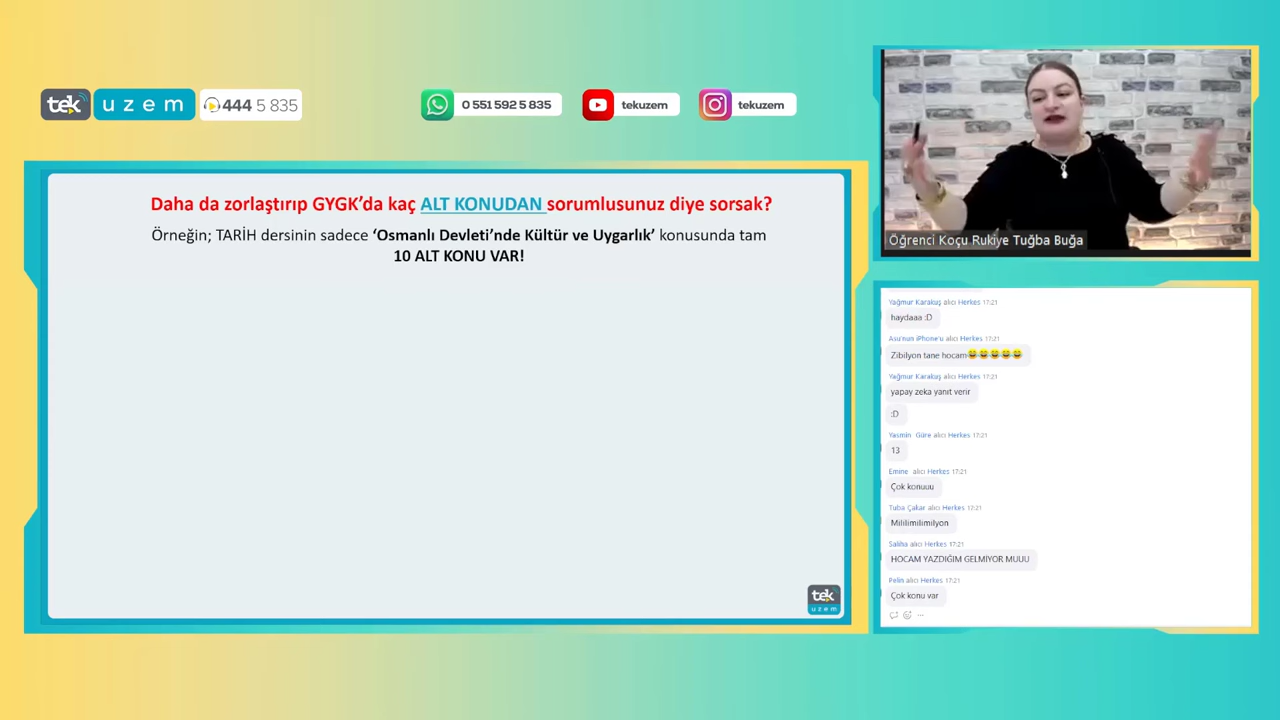 tek uzem 444 5 835
0 551 592 5 835
tekuzem
tekuzem
Daha da zorlaştırıp GYGK’da kaç ALT KONUDAN sorumlusunuz diye sorsak?
Örneğin; TARİH dersinin sadece ‘Osmanlı Devleti’nde Kültür ve Uygarlık’ konusunda tam
10 ALT KONU VAR!
tek
uzem
Öğrenci Koçu Rukiye Tuğba Buğa
Yağmur Karakuş alıcı Herkes 17:21
haydaaa :D
Asu'nun iPhone'u alıcı Herkes 17:21
Zibilyon tane hocam😂😂😂😂😂
Yağmur Karakuş alıcı Herkes 17:21
yapay zeka yanıt verir
:D
Yasmin Güre alıcı Herkes 17:21
13
Emine alıcı Herkes 17:21
Çok konuuu
Tuba Çakar alıcı Herkes 17:21
Mililimilimilyon
Saliha alıcı Herkes 17:21
HOCAM YAZDIĞIM GELMİYOR MUUU
Pelin alıcı Herkes 17:21
Çok konu var